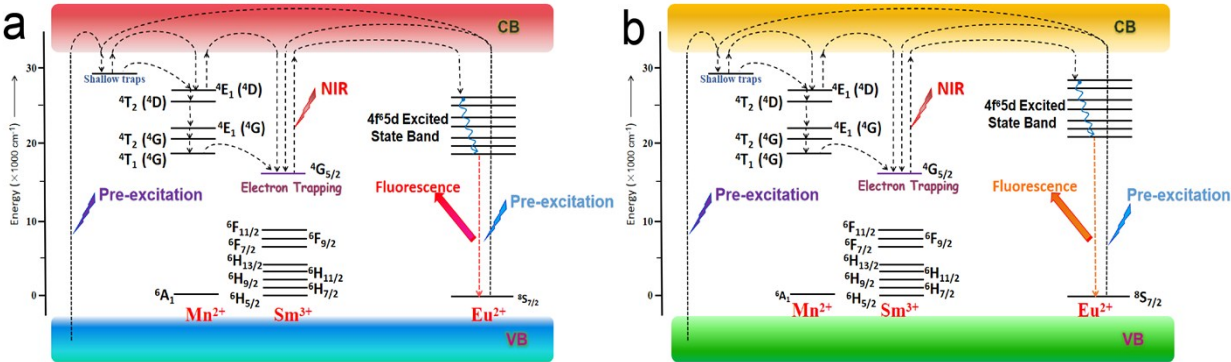 a
CB
30
20
10
0
Energy (×1000 cm⁻¹)
Shallow traps
⁴E₁ (⁴D)
⁴T₂ (⁴D)
⁴E₁ (⁴G)
⁴T₂ (⁴G)
⁴T₁ (⁴G)
NIR
4f⁶5d Excited
State Band
⁴G₅/₂
Electron Trapping
Pre-excitation
Fluorescence
Pre-excitation
⁶F₁₁/₂
⁶F₉/₂
⁶F₇/₂
⁶H₁₃/₂
⁶H₁₁/₂
⁶H₉/₂
⁶H₇/₂
⁶H₅/₂
⁶A₁
⁸S₇/₂
Mn²⁺
Sm³⁺
Eu²⁺
VB
b
CB
30
20
10
0
Energy (×1000 cm⁻¹)
Shallow traps
⁴E₁ (⁴D)
⁴T₂ (⁴D)
⁴E₁ (⁴G)
⁴T₂ (⁴G)
⁴T₁ (⁴G)
NIR
4f⁶5d Excited
State Band
⁴G₅/₂
Electron Trapping
Pre-excitation
Fluorescence
Pre-excitation
⁶F₁₁/₂
⁶F₉/₂
⁶F₇/₂
⁶H₁₃/₂
⁶H₁₁/₂
⁶H₉/₂
⁶H₇/₂
⁶H₅/₂
⁶A₁
⁸S₇/₂
Mn²⁺
Sm³⁺
Eu²⁺
VB